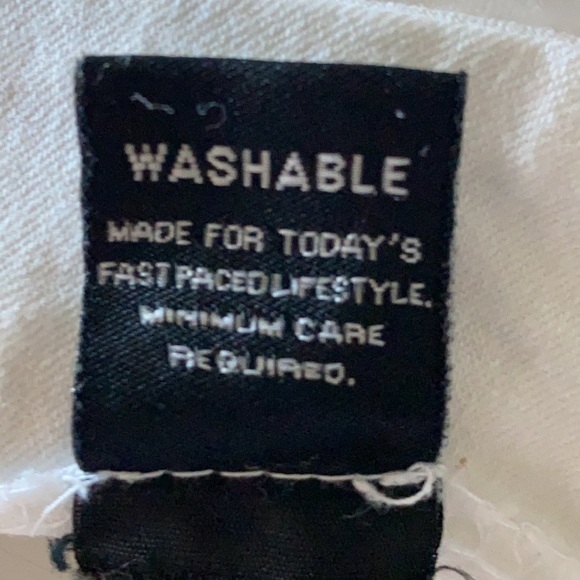 WASHABLE
MADE FOR TODAY'S
FAST PACED LIFESTYLE.
MINIMUM CARE
REQUIRED.